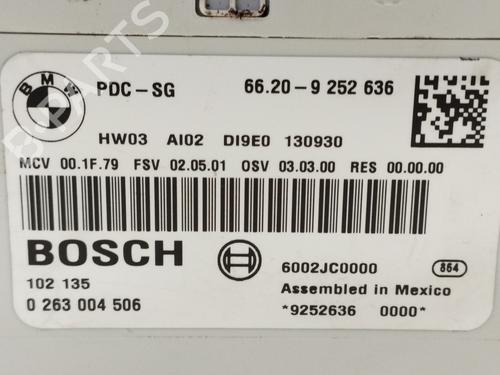 BMW PDC-SG 66.20-9 252 636
HW03 AI02 DI9E0 130930
MCV 00.1F.79 FSV 02.05.01 OSV 03.03.00 RES 00.00.00
BOSCH
6002JC0000 864
102 135
Assembled in Mexico
0 263 004 506
*9252636 0000*